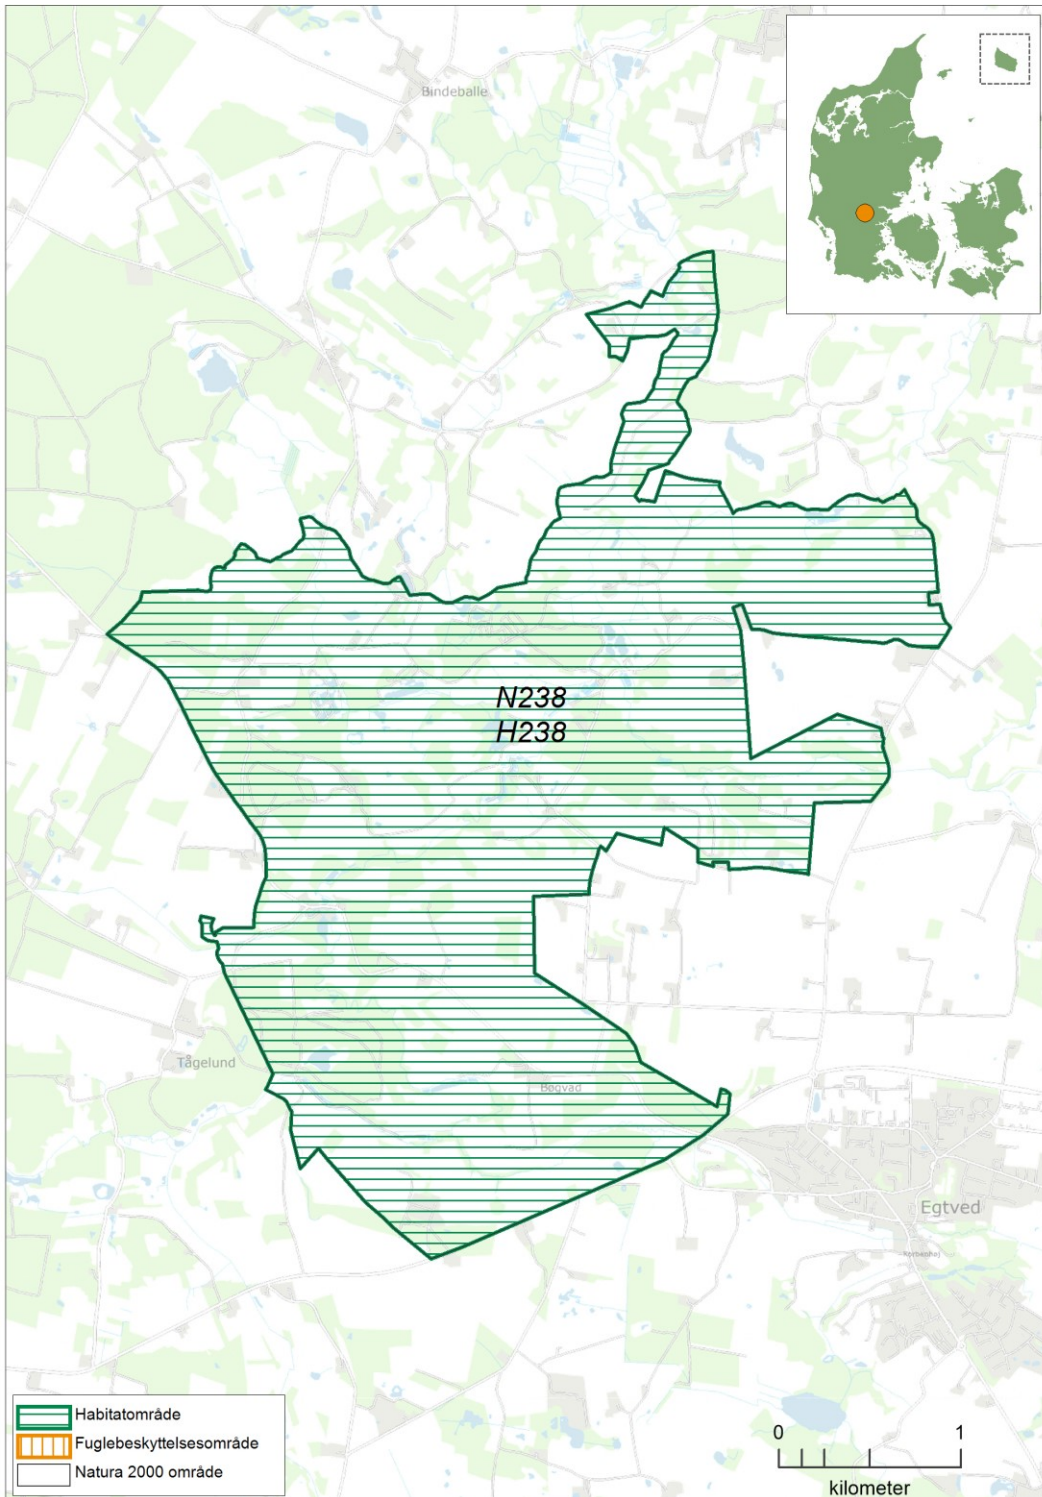 Bindeballe
N238
H238
Tågelund
Bøgvad
Egtved
Habitatområde
Fuglebeskyttelsesområde
Natura 2000 område
0 1
kilometer